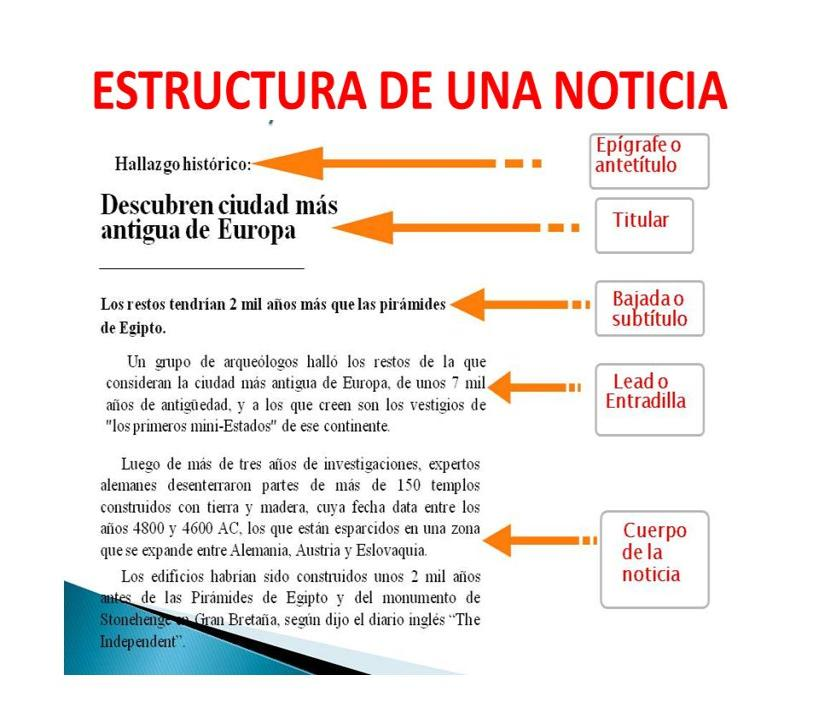 ESTRUCTURA DE UNA NOTICIA
Hallazgo histórico:
Epígrafe o
antetítulo
Descubren ciudad más
antigua de Europa
Titular
Los restos tendrían 2 mil años más que las pirámides
de Egipto.
Bajada o
subtítulo
Un grupo de arqueólogos halló los restos de la que
consideran la ciudad más antigua de Europa, de unos 7 mil
años de antigüedad, y a los que creen son los vestigios de
"los primeros mini-Estados" de ese continente.
Lead o
Entradilla
Luego de más de tres años de investigaciones, expertos
alemanes desenterraron partes de más de 150 templos
construidos con tierra y madera, cuya fecha data entre los
años 4800 y 4600 AC, los que están esparcidos en una zona
que se expande entre Alemania, Austria y Eslovaquia.
Los edificios habrían sido construidos unos 2 mil años
antes de las Pirámides de Egipto y del monumento de
Stonehenge en Gran Bretaña, según dijo el diario inglés “The
Independent”.
Cuerpo
de la
noticia